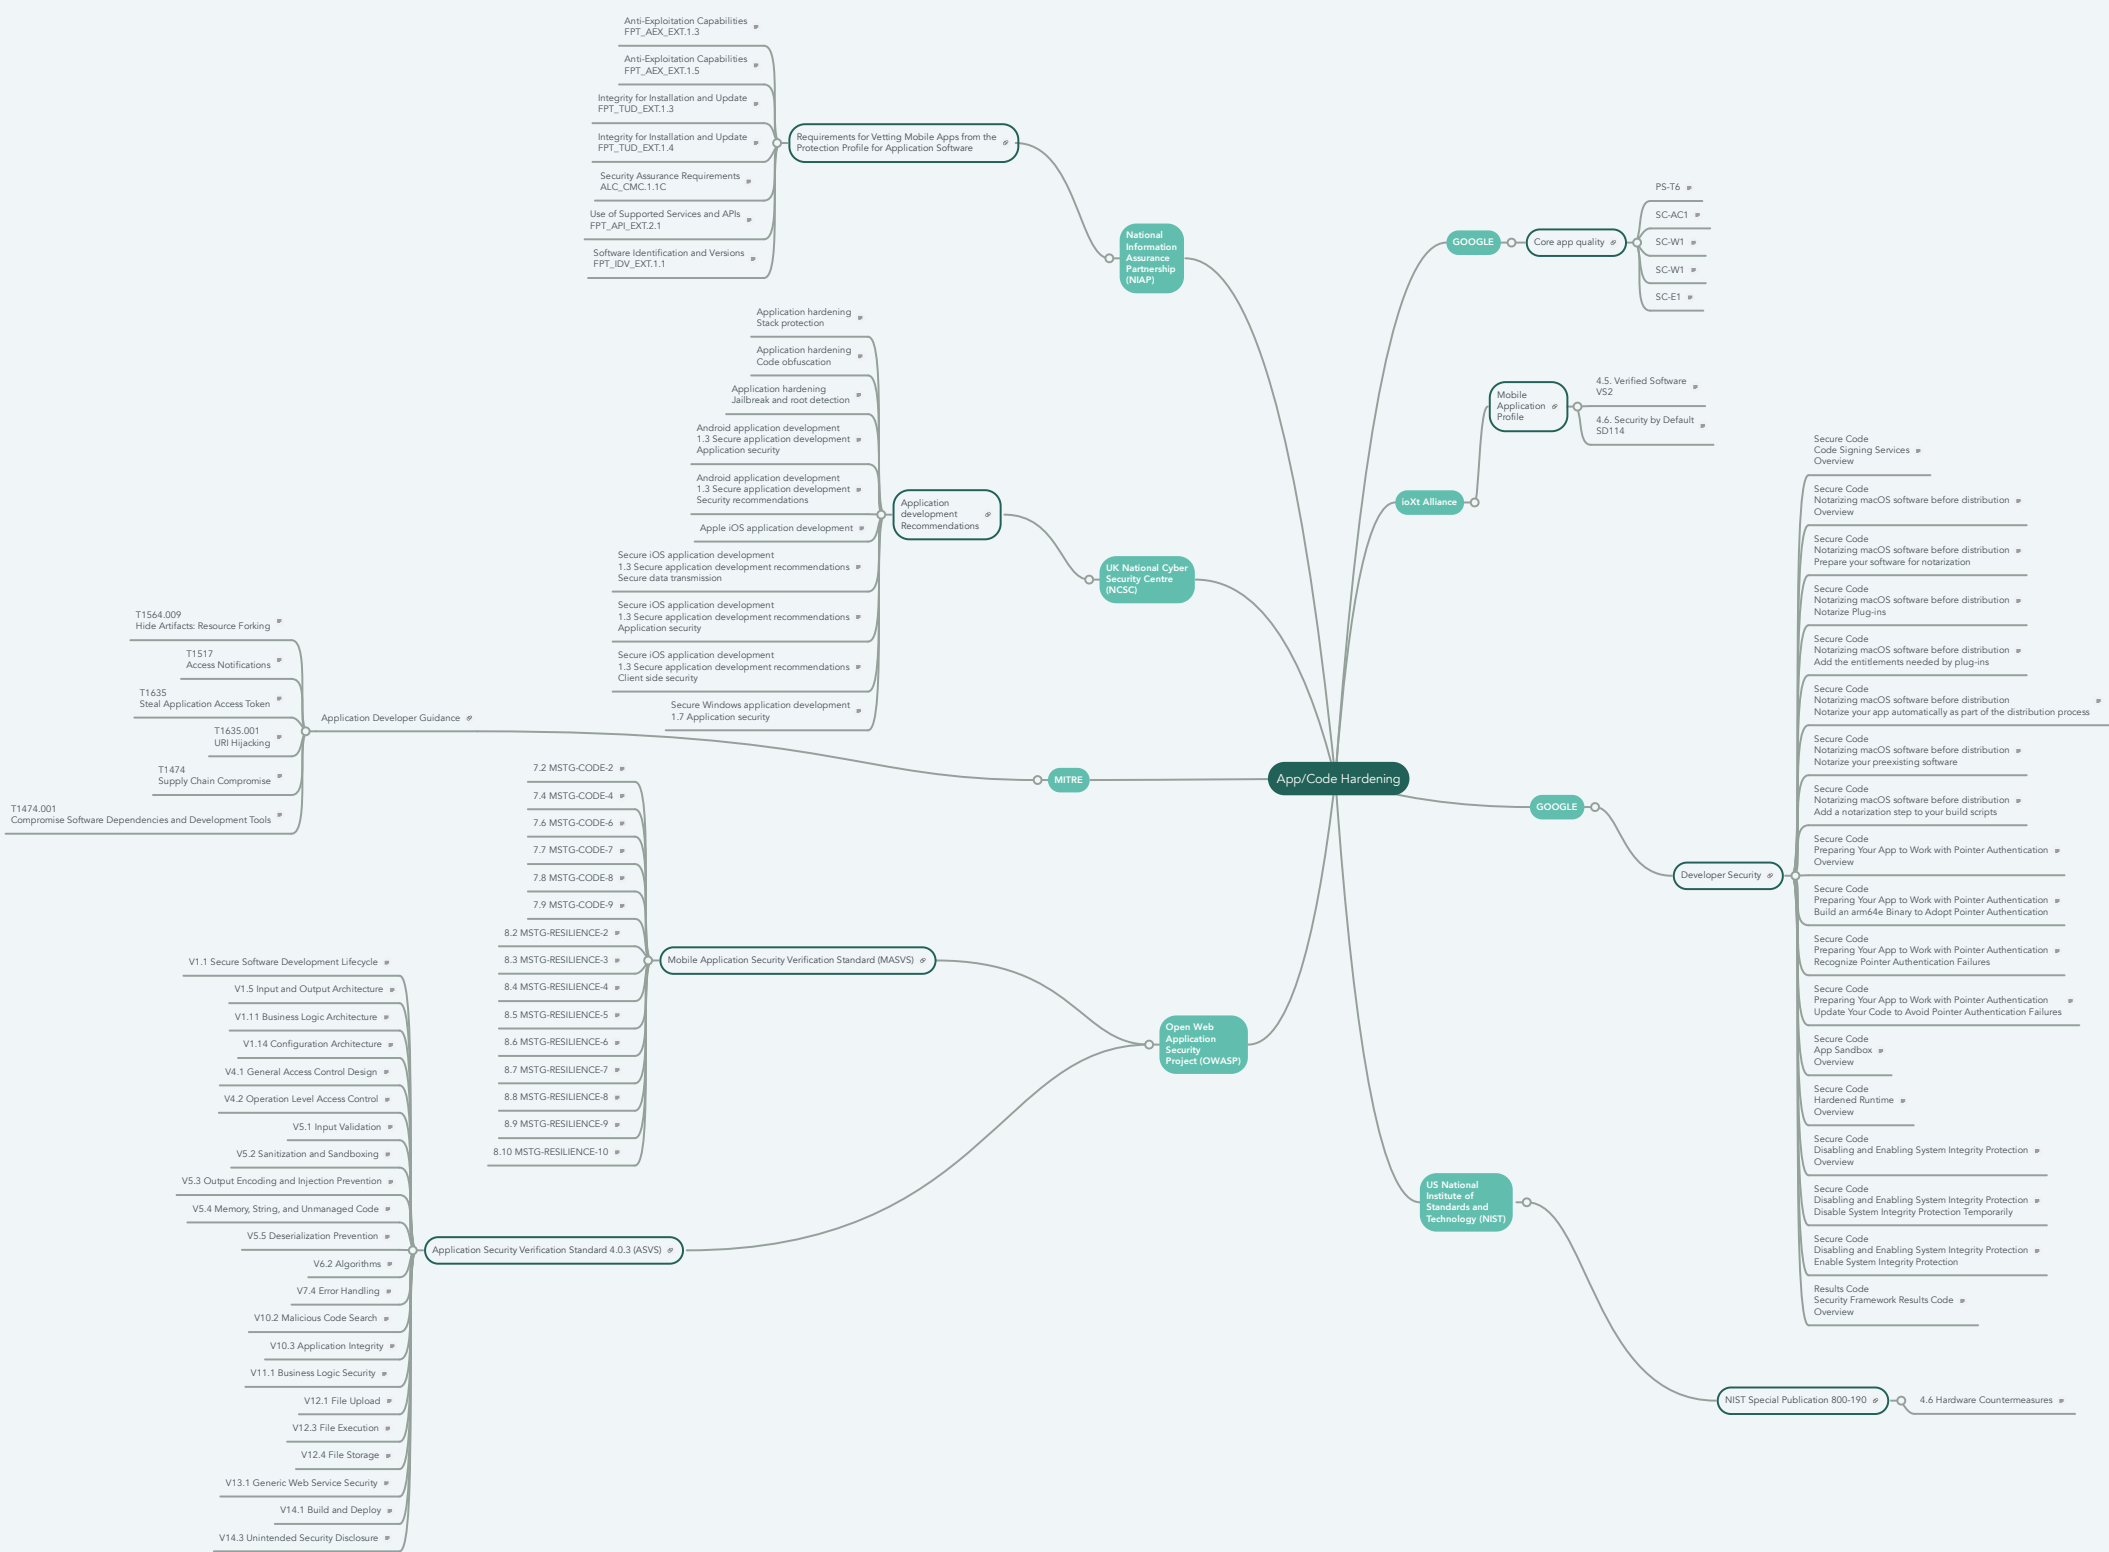 App/Code Hardening
National
Information
Assurance
Partnership
(NIAP)
Requirements for Vetting Mobile Apps from the
Protection Profile for Application Software
Anti-Exploitation Capabilities
FPT_AEX_EXT.1.3
Anti-Exploitation Capabilities
FPT_AEX_EXT.1.5
Integrity for Installation and Update
FPT_TUD_EXT.1.3
Integrity for Installation and Update
FPT_TUD_EXT.1.4
Security Assurance Requirements
ALC_CMC.1.1C
Use of Supported Services and APIs
FPT_API_EXT.2.1
Software Identification and Versions
FPT_IDV_EXT.1.1
UK National Cyber
Security Centre
(NCSC)
Application
development
Recommendations
Application hardening
Stack protection
Application hardening
Code obfuscation
Application hardening
Jailbreak and root detection
Android application development
1.3 Secure application development
Application security
Android application development
1.3 Secure application development
Security recommendations
Apple iOS application development
Secure iOS application development
1.3 Secure application development recommendations
Secure data transmission
Secure iOS application development
1.3 Secure application development recommendations
Application security
Secure iOS application development
1.3 Secure application development recommendations
Client side security
Secure Windows application development
1.7 Application security
MITRE
Application Developer Guidance
T1564.009
Hide Artifacts: Resource Forking
T1517
Access Notifications
T1635
Steal Application Access Token
T1635.001
URI Hijacking
T1474
Supply Chain Compromise
T1474.001
Compromise Software Dependencies and Development Tools
Open Web
Application
Security
Project (OWASP)
Mobile Application Security Verification Standard (MASVS)
7.2 MSTG-CODE-2
7.4 MSTG-CODE-4
7.6 MSTG-CODE-6
7.7 MSTG-CODE-7
7.8 MSTG-CODE-8
7.9 MSTG-CODE-9
8.2 MSTG-RESILIENCE-2
8.3 MSTG-RESILIENCE-3
8.4 MSTG-RESILIENCE-4
8.5 MSTG-RESILIENCE-5
8.6 MSTG-RESILIENCE-6
8.7 MSTG-RESILIENCE-7
8.8 MSTG-RESILIENCE-8
8.9 MSTG-RESILIENCE-9
8.10 MSTG-RESILIENCE-10
Application Security Verification Standard 4.0.3 (ASVS)
V1.1 Secure Software Development Lifecycle
V1.5 Input and Output Architecture
V1.11 Business Logic Architecture
V1.14 Configuration Architecture
V4.1 General Access Control Design
V4.2 Operation Level Access Control
V5.1 Input Validation
V5.2 Sanitization and Sandboxing
V5.3 Output Encoding and Injection Prevention
V5.4 Memory, String, and Unmanaged Code
V5.5 Deserialization Prevention
V6.2 Algorithms
V7.4 Error Handling
V10.2 Malicious Code Search
V10.3 Application Integrity
V11.1 Business Logic Security
V12.1 File Upload
V12.3 File Execution
V12.4 File Storage
V13.1 Generic Web Service Security
V14.1 Build and Deploy
V14.3 Unintended Security Disclosure
GOOGLE
Core app quality
PS-T6
SC-AC1
SC-W1
SC-W1
SC-E1
ioXt Alliance
Mobile
Application
Profile
4.5. Verified Software
VS2
4.6. Security by Default
SD114
GOOGLE
Developer Security
Secure Code
Code Signing Services
Overview
Secure Code
Notarizing macOS software before distribution
Overview
Secure Code
Notarizing macOS software before distribution
Prepare your software for notarization
Secure Code
Notarizing macOS software before distribution
Notarize Plug-ins
Secure Code
Notarizing macOS software before distribution
Add the entitlements needed by plug-ins
Secure Code
Notarizing macOS software before distribution
Notarize your app automatically as part of the distribution process
Secure Code
Notarizing macOS software before distribution
Notarize your preexisting software
Secure Code
Notarizing macOS software before distribution
Add a notarization step to your build scripts
Secure Code
Preparing Your App to Work with Pointer Authentication
Overview
Secure Code
Preparing Your App to Work with Pointer Authentication
Build an arm64e Binary to Adopt Pointer Authentication
Secure Code
Preparing Your App to Work with Pointer Authentication
Recognize Pointer Authentication Failures
Secure Code
Preparing Your App to Work with Pointer Authentication
Update Your Code to Avoid Pointer Authentication Failures
Secure Code
App Sandbox
Overview
Secure Code
Hardened Runtime
Overview
Secure Code
Disabling and Enabling System Integrity Protection
Overview
Secure Code
Disabling and Enabling System Integrity Protection
Disable System Integrity Protection Temporarily
Secure Code
Disabling and Enabling System Integrity Protection
Enable System Integrity Protection
Results Code
Security Framework Results Code
Overview
US National
Institute of
Standards and
Technology (NIST)
NIST Special Publication 800-190
4.6 Hardware Countermeasures